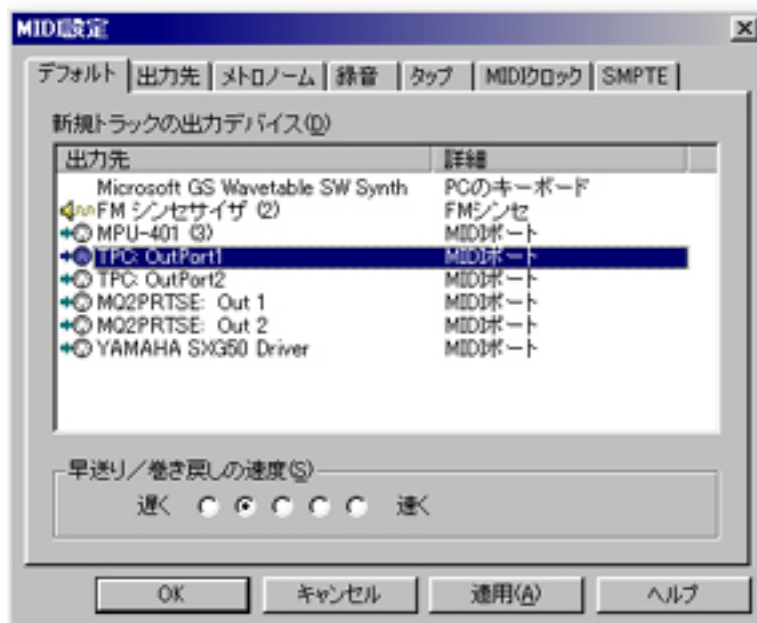 MIDI設定
デフォルト 出力先 メトロノーム 録音 タップ MIDIクロック SMPTE
新規トラックの出力デバイス(D)
出力先 詳細
Microsoft GS Wavetable SW Synth PCのキーボード
FM シンセサイザ (2) FMシンセ
MPU-401 (3) MIDIポート
TPC: OutPort1 MIDIポート
TPC: OutPort2 MIDIポート
MQ2PRTSE: Out 1 MIDIポート
MQ2PRTSE: Out 2 MIDIポート
YAMAHA SXG50 Driver MIDIポート
早送り／巻き戻しの速度(S)
遅く 速く
OK キャンセル 適用(A) ヘルプ